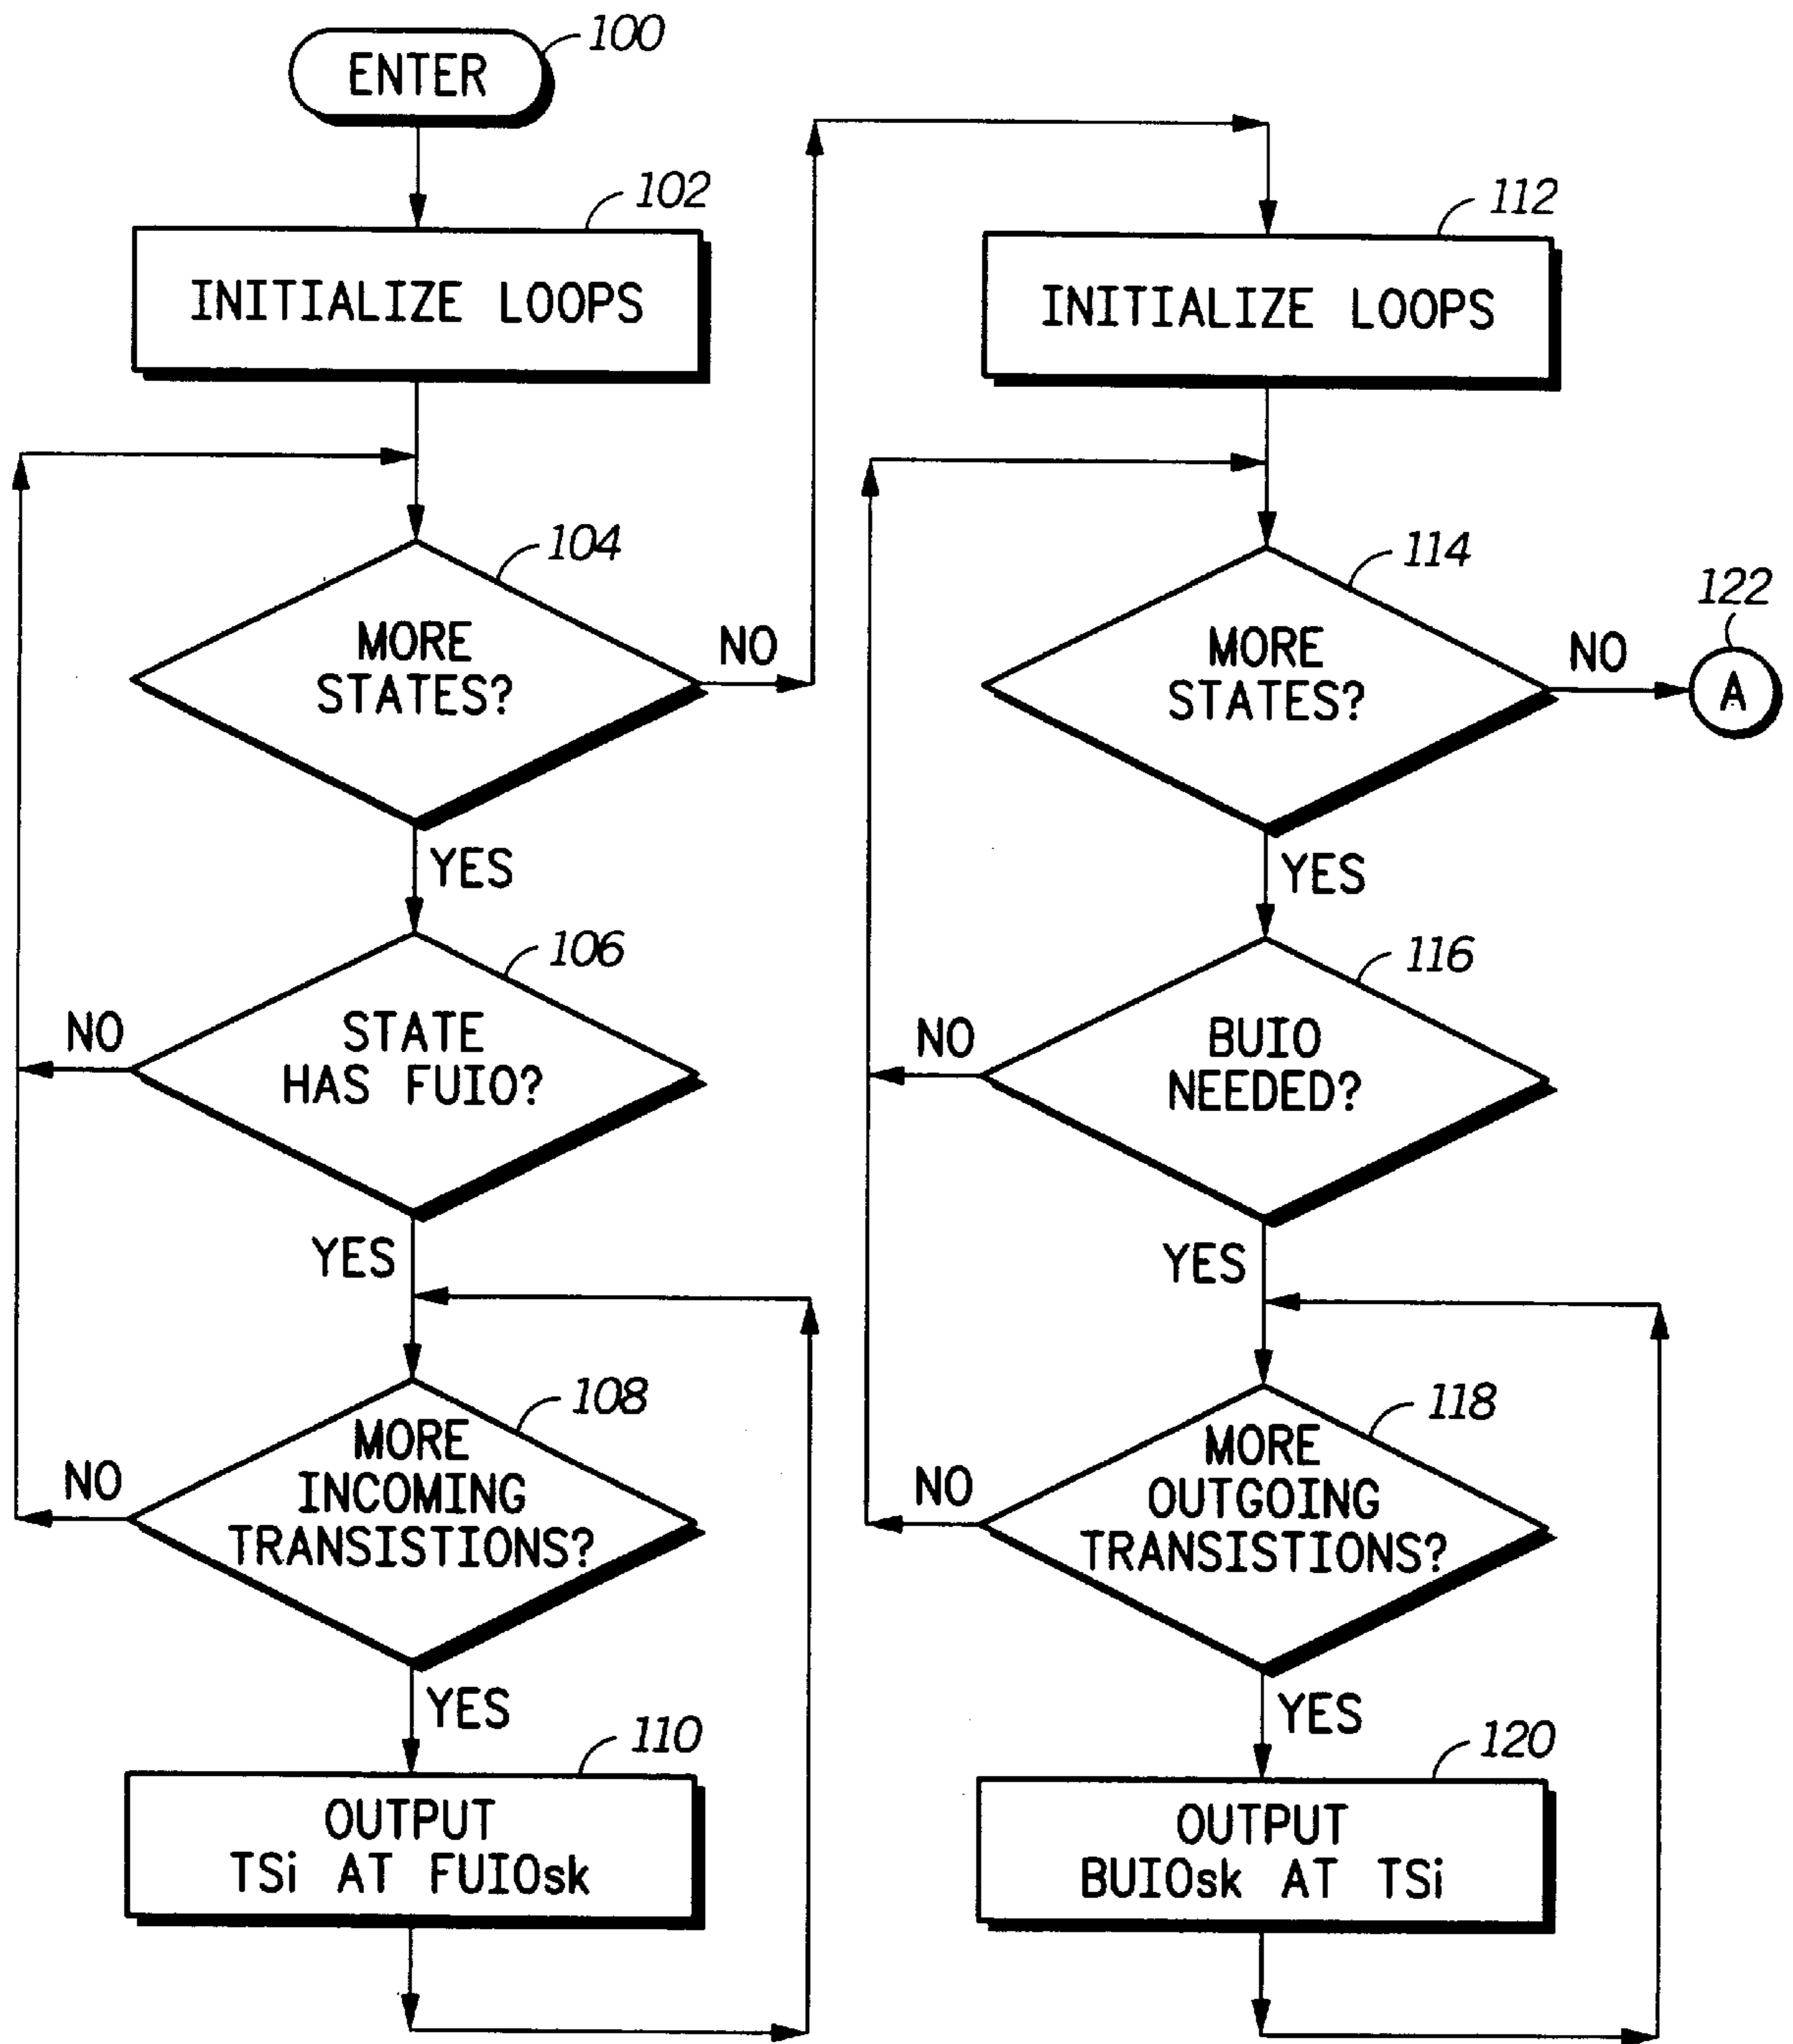 100
ENTER
102
INITIALIZE LOOPS
104
MORE
STATES?
NO
YES
106
STATE
HAS FUIO?
NO
YES
108
MORE
INCOMING
TRANSISTIONS?
NO
YES
110
OUTPUT
TSi AT FUIOsk
112
INITIALIZE LOOPS
114
MORE
STATES?
NO
122
A
YES
116
BUIO
NEEDED?
NO
YES
118
MORE
OUTGOING
TRANSISTIONS?
NO
YES
120
OUTPUT
BUIOsk AT TSi